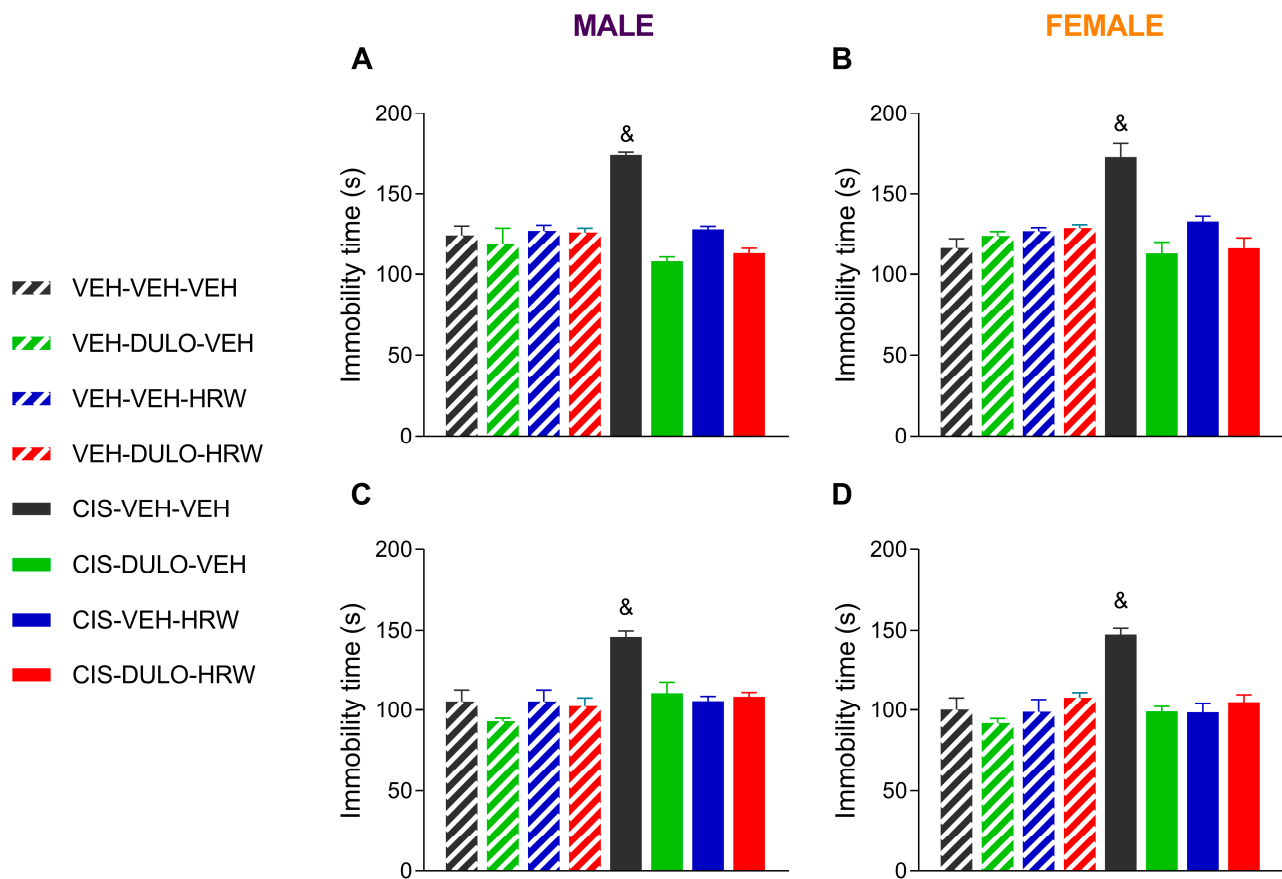 MALE
FEMALE
A
B
200
150
100
50
0
Immobility time (s)
&
200
150
100
50
0
Immobility time (s)
&
VEH-VEH-VEH
VEH-DULO-VEH
VEH-VEH-HRW
VEH-DULO-HRW
CIS-VEH-VEH
CIS-DULO-VEH
CIS-VEH-HRW
CIS-DULO-HRW
C
D
200
150
100
50
0
Immobility time (s)
&
200
150
100
50
0
Immobility time (s)
&